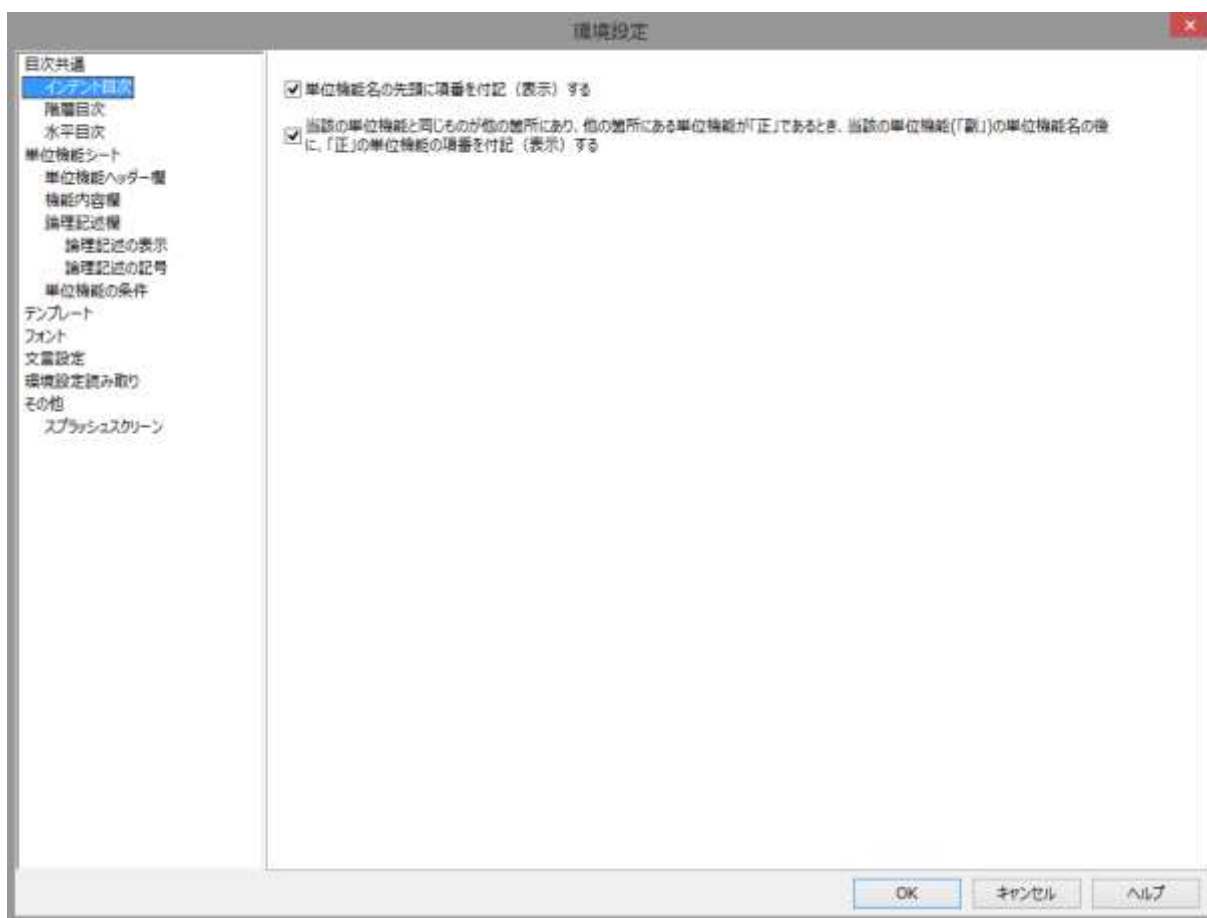 環境設定
目次共通
インデント目次
階層目次
水平目次
単位機能シート
単位機能ヘッダー欄
機能内容欄
論理記述欄
論理記述の表示
論理記述の記号
単位機能の条件
テンプレート
フォント
文言設定
環境設定読み取り
その他
スプラッシュスクリーン
単位機能名の先頭に項番を付記（表示）する
当該の単位機能と同じものが他の箇所にあり、他の箇所にある単位機能が「正」であるとき、当該の単位機能(「副」)の単位機能名の後
に、「正」の単位機能の項番を付記（表示）する
OK
キャンセル
ヘルプ